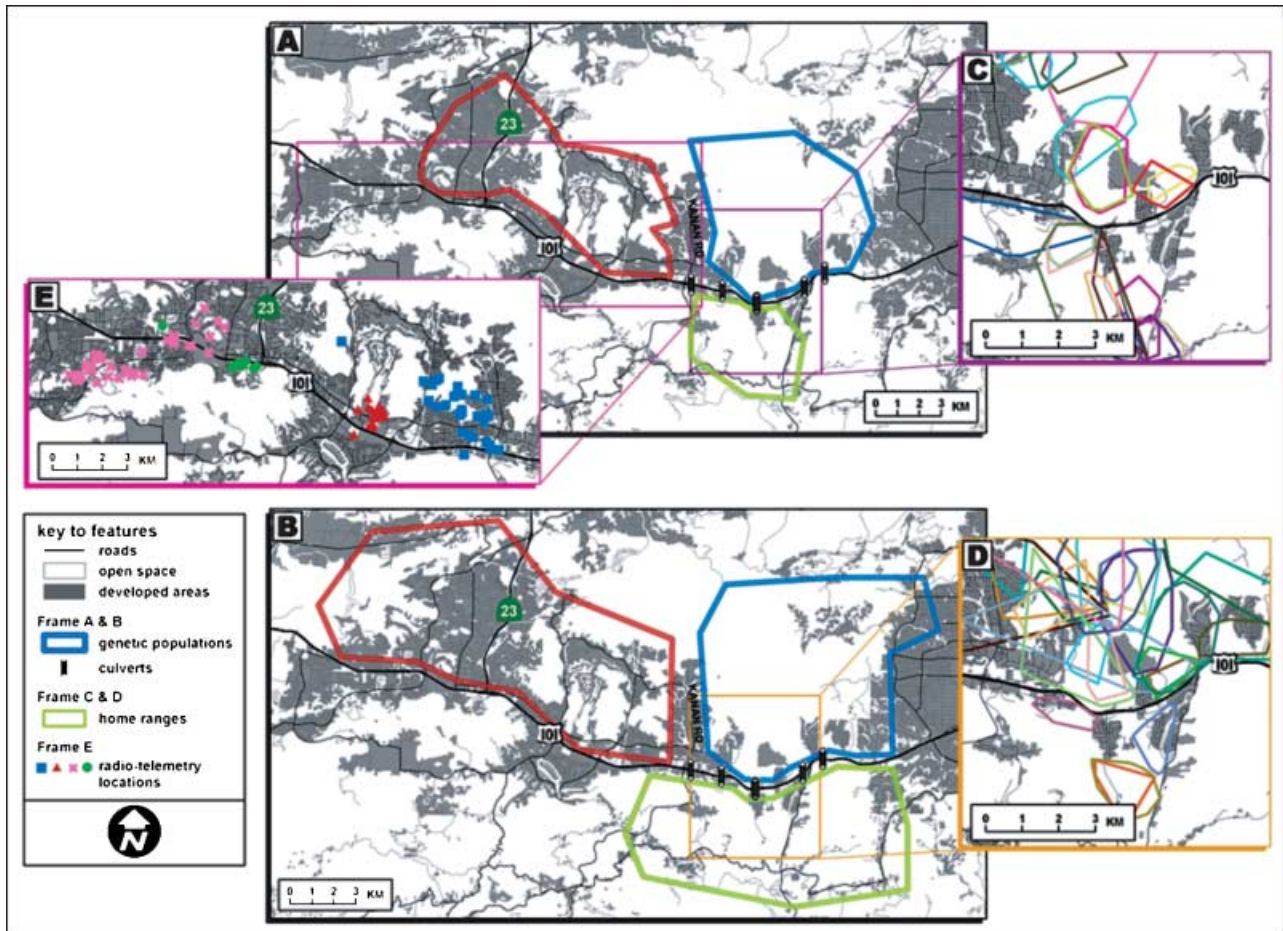 A
23
KANAN RD
101
0 1 2 3 KM
C
101
0 1 2 3
KM
E
23
101
0 1 2 3 KM
key to features
roads
open space
developed areas
Frame A & B
genetic populations
culverts
Frame C & D
home ranges
Frame E
radio-telemetry
locations
N
B
23
KANAN RD
101
0 1 2 3 KM
D
101
0 1 2 3
KM